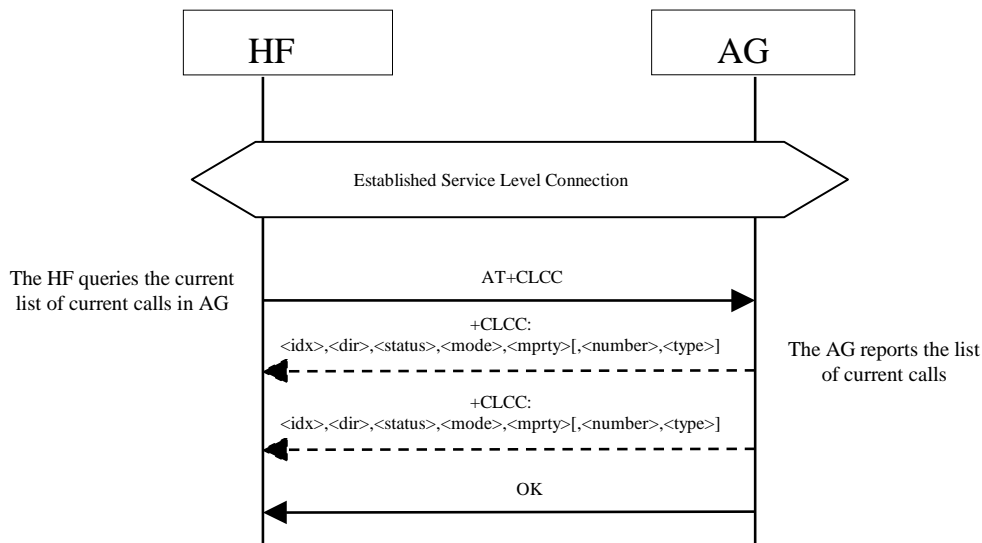 HF
AG
Established Service Level Connection
The HF queries the current
list of current calls in AG
AT+CLCC
+CLCC:
<idx>,<dir>,<status>,<mode>,<mprty>[,<number>,<type>]
The AG reports the list
of current calls
+CLCC:
<idx>,<dir>,<status>,<mode>,<mprty>[,<number>,<type>]
OK